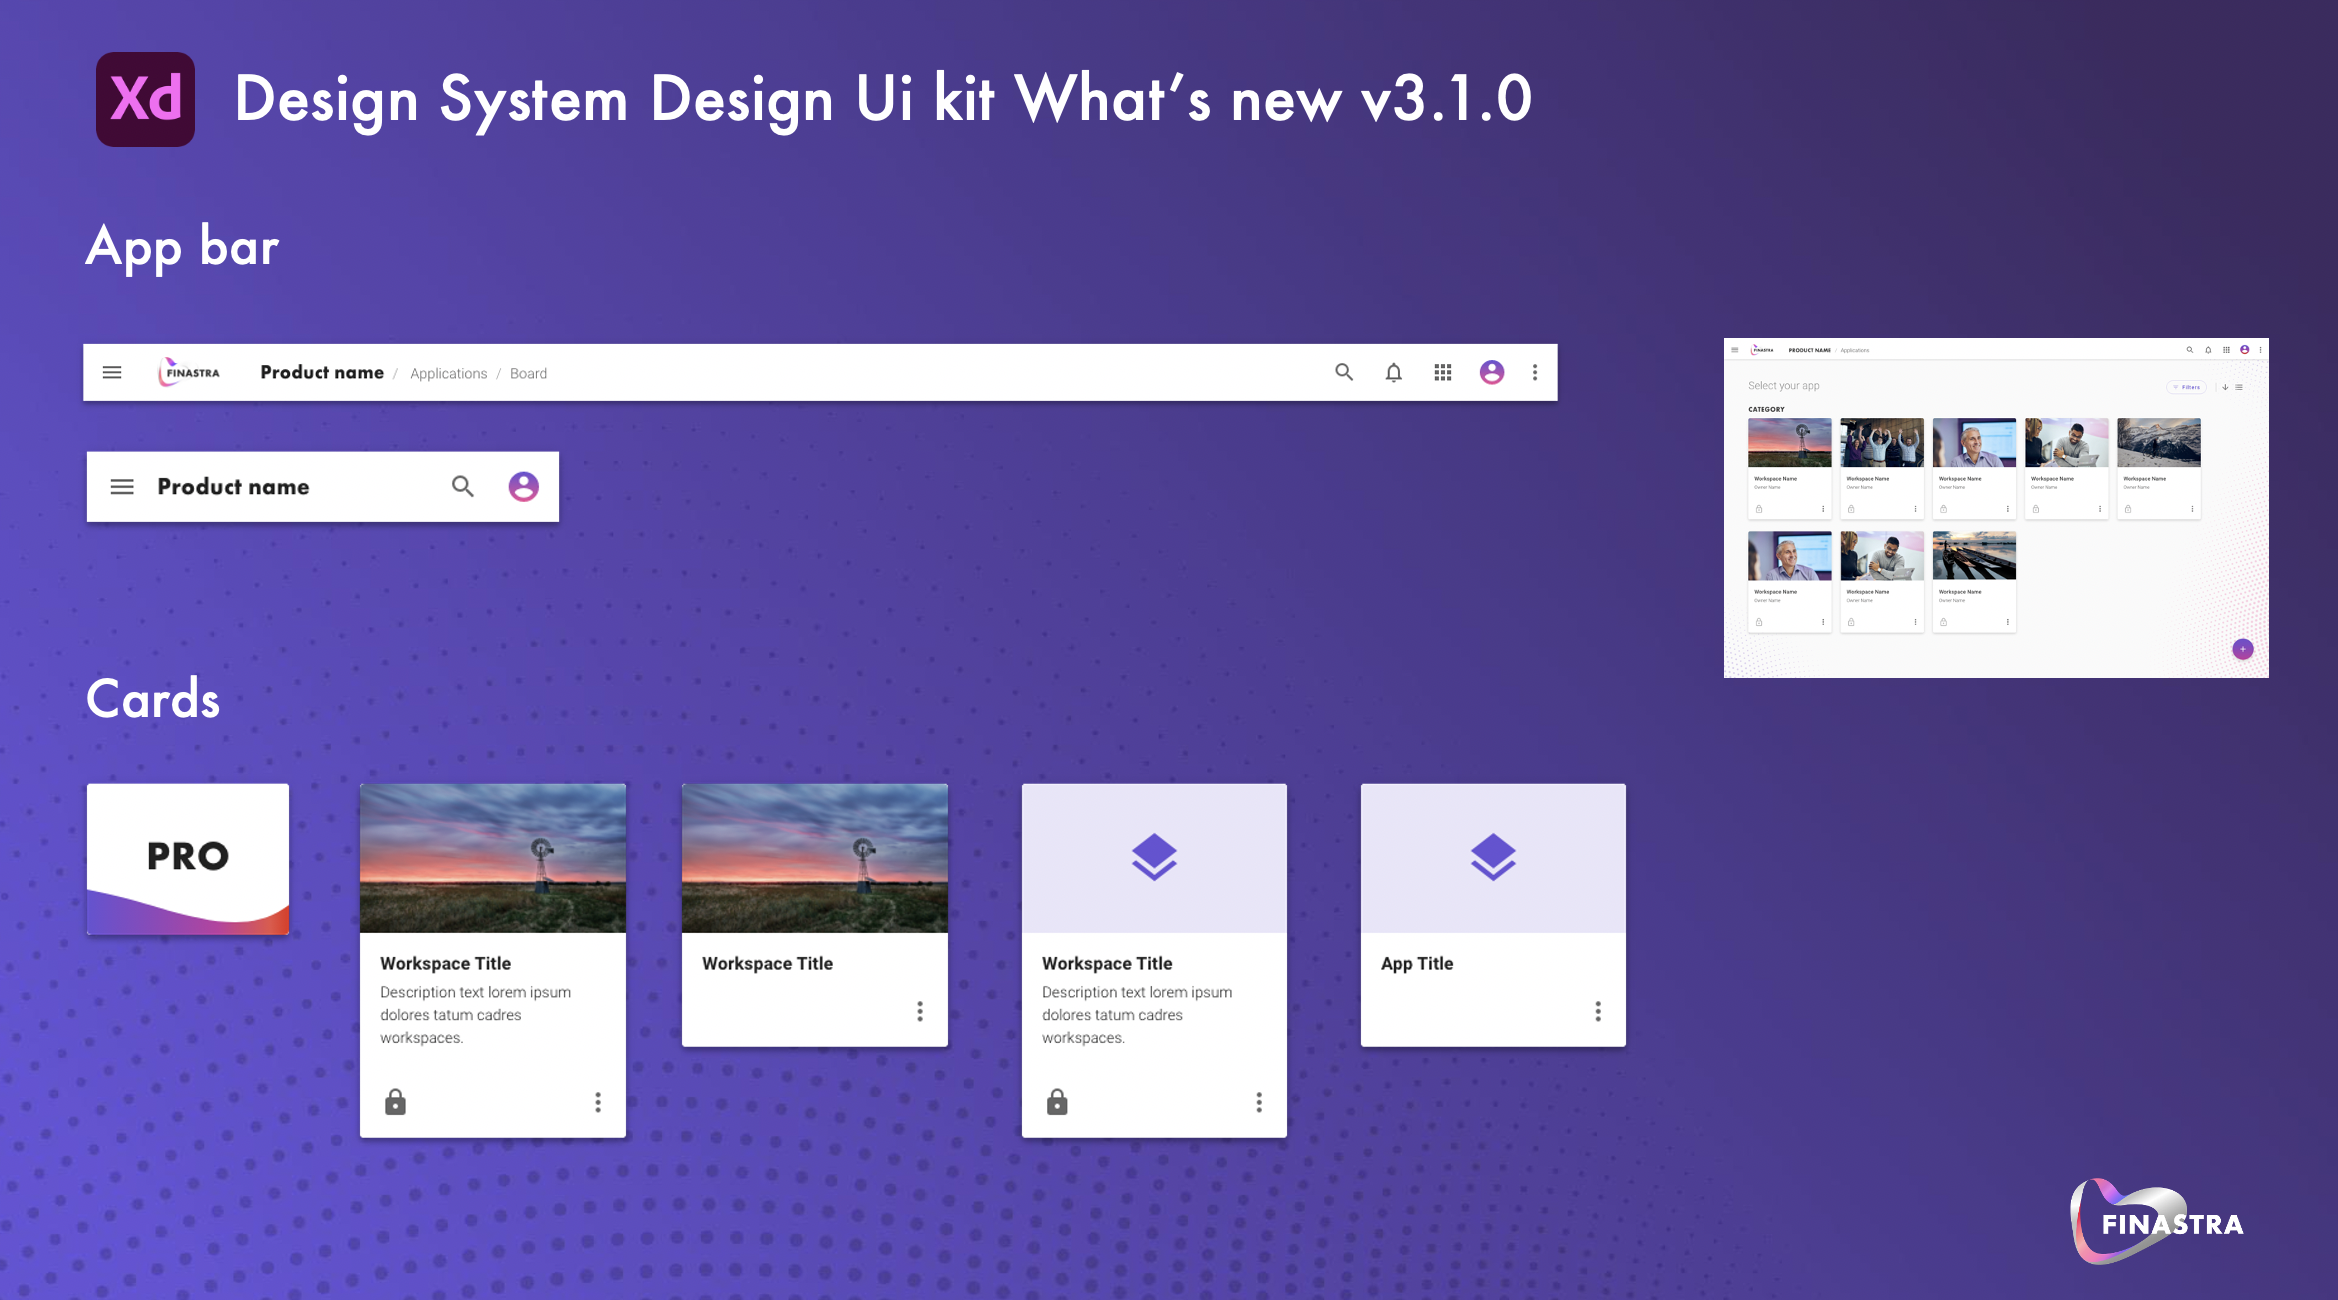 Xd
Design System Design Ui kit What's new v3.1.0
App bar
FINASTRA
Product name / Applications / Board
Product name
FINASTRA
PRODUCT NAME / Applications
Select your app
Filters
CATEGORY
Workspace Name
Owner Name
Workspace Name
Owner Name
Workspace Name
Owner Name
Workspace Name
Owner Name
Workspace Name
Owner Name
Workspace Name
Owner Name
Workspace Name
Owner Name
Workspace Name
Owner Name
Cards
PRO
Workspace Title
Description text lorem ipsum
dolores tatum cadres
workspaces.
Workspace Title
Workspace Title
Description text lorem ipsum
dolores tatum cadres
workspaces.
App Title
FINASTRA